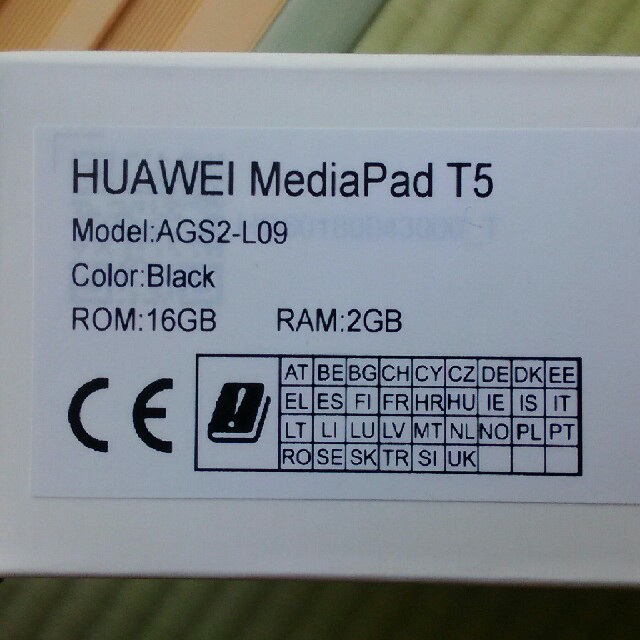 HUAWEI MediaPad T5
Model:AGS2-L09
Color:Black
ROM:16GB RAM:2GB
CE
AT BE BG CH CY CZ DE DK EE
EL ES FI FR HR HU IE IS IT
LT LI LU LV MT NL NO PL PT
RO SE SK TR SI UK